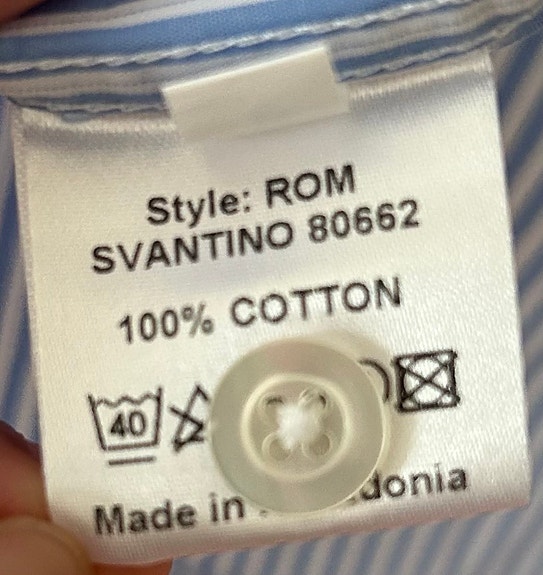 Style: ROM
SVANTINO 80662
100% COTTON
40
Made in